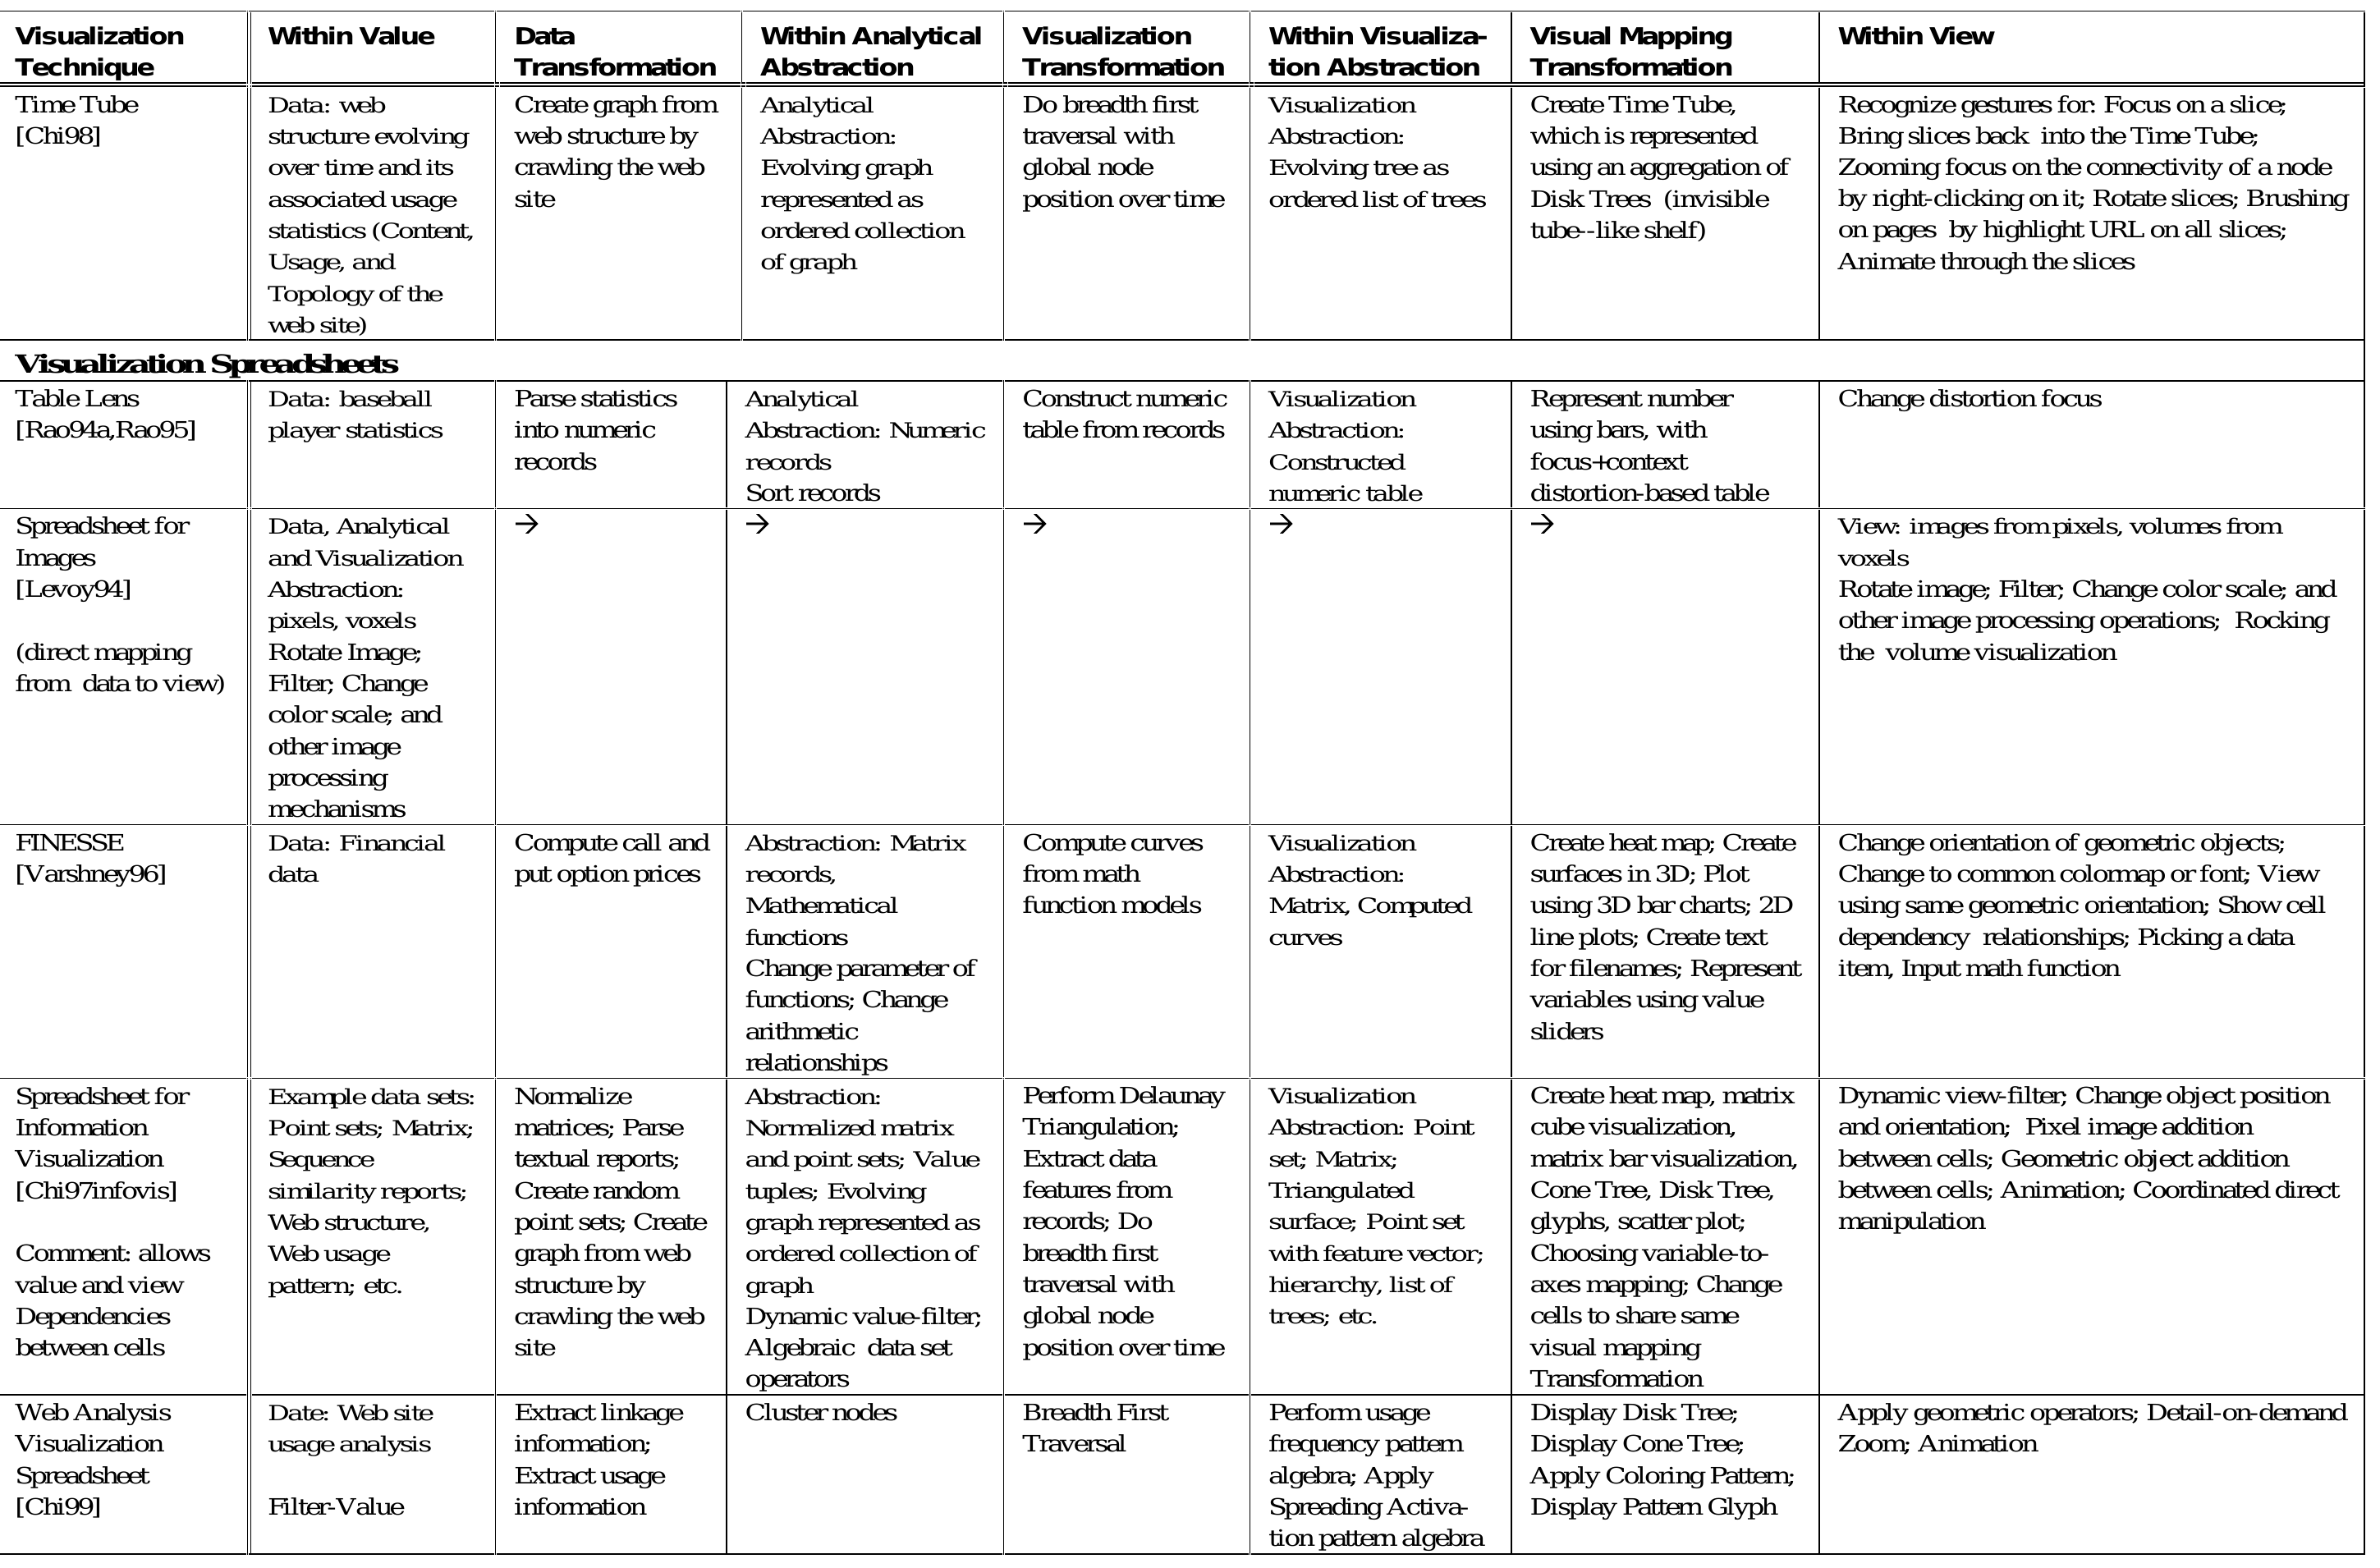 Visualization
Technique
Within Value
Data
Transformation
Within Analytical
Abstraction
Visualization
Transformation
Within Visualiza-
tion Abstraction
Visual Mapping
Transformation
Within View
Time Tube
[Chi98]
Data: web
structure evolving
over time and its
associated usage
statistics (Content,
Usage, and
Topology of the
web site)
Create graph from
web structure by
crawling the web
site
Analytical
Abstraction:
Evolving graph
represented as
ordered collection
of graph
Do breadth first
traversal with
global node
position over time
Visualization
Abstraction:
Evolving tree as
ordered list of trees
Create Time Tube,
which is represented
using an aggregation of
Disk Trees (invisible
tube--like shelf)
Recognize gestures for: Focus on a slice;
Bring slices back into the Time Tube;
Zooming focus on the connectivity of a node
by right-clicking on it; Rotate slices; Brushing
on pages by highlight URL on all slices;
Animate through the slices
Visualization Spreadsheets
Table Lens
[Rao94a,Rao95]
Data: baseball
player statistics
Parse statistics
into numeric
records
Analytical
Abstraction: Numeric
records
Sort records
Construct numeric
table from records
Visualization
Abstraction:
Constructed
numeric table
Represent number
using bars, with
focus+context
distortion-based table
Change distortion focus
Spreadsheet for
Images
[Levoy94]
(direct mapping
from data to view)
Data, Analytical
and Visualization
Abstraction:
pixels, voxels
Rotate Image;
Filter; Change
color scale; and
other image
processing
mechanisms
→
→
→
→
→
View: images from pixels, volumes from
voxels
Rotate image; Filter; Change color scale; and
other image processing operations; Rocking
the volume visualization
FINESSE
[Varshney96]
Data: Financial
data
Compute call and
put option prices
Abstraction: Matrix
records,
Mathematical
functions
Change parameter of
functions; Change
arithmetic
relationships
Compute curves
from math
function models
Visualization
Abstraction:
Matrix, Computed
curves
Create heat map; Create
surfaces in 3D; Plot
using 3D bar charts; 2D
line plots; Create text
for filenames; Represent
variables using value
sliders
Change orientation of geometric objects;
Change to common colormap or font; View
using same geometric orientation; Show cell
dependency relationships; Picking a data
item, Input math function
Spreadsheet for
Information
Visualization
[Chi97infovis]
Comment: allows
value and view
Dependencies
between cells
Example data sets:
Point sets; Matrix;
Sequence
similarity reports;
Web structure,
Web usage
pattern; etc.
Normalize
matrices; Parse
textual reports;
Create random
point sets; Create
graph from web
structure by
crawling the web
site
Abstraction:
Normalized matrix
and point sets; Value
tuples; Evolving
graph represented as
ordered collection of
graph
Dynamic value-filter;
Algebraic data set
operators
Perform Delaunay
Triangulation;
Extract data
features from
records; Do
breadth first
traversal with
global node
position over time
Visualization
Abstraction: Point
set; Matrix;
Triangulated
surface; Point set
with feature vector;
hierarchy, list of
trees; etc.
Create heat map, matrix
cube visualization,
matrix bar visualization,
Cone Tree, Disk Tree,
glyphs, scatter plot;
Choosing variable-to-
axes mapping; Change
cells to share same
visual mapping
Transformation
Dynamic view-filter; Change object position
and orientation; Pixel image addition
between cells; Geometric object addition
between cells; Animation; Coordinated direct
manipulation
Web Analysis
Visualization
Spreadsheet
[Chi99]
Date: Web site
usage analysis
Filter-Value
Extract linkage
information;
Extract usage
information
Cluster nodes
Breadth First
Traversal
Perform usage
frequency pattern
algebra; Apply
Spreading Activa-
tion pattern algebra
Display Disk Tree;
Display Cone Tree;
Apply Coloring Pattern;
Display Pattern Glyph
Apply geometric operators; Detail-on-demand
Zoom; Animation